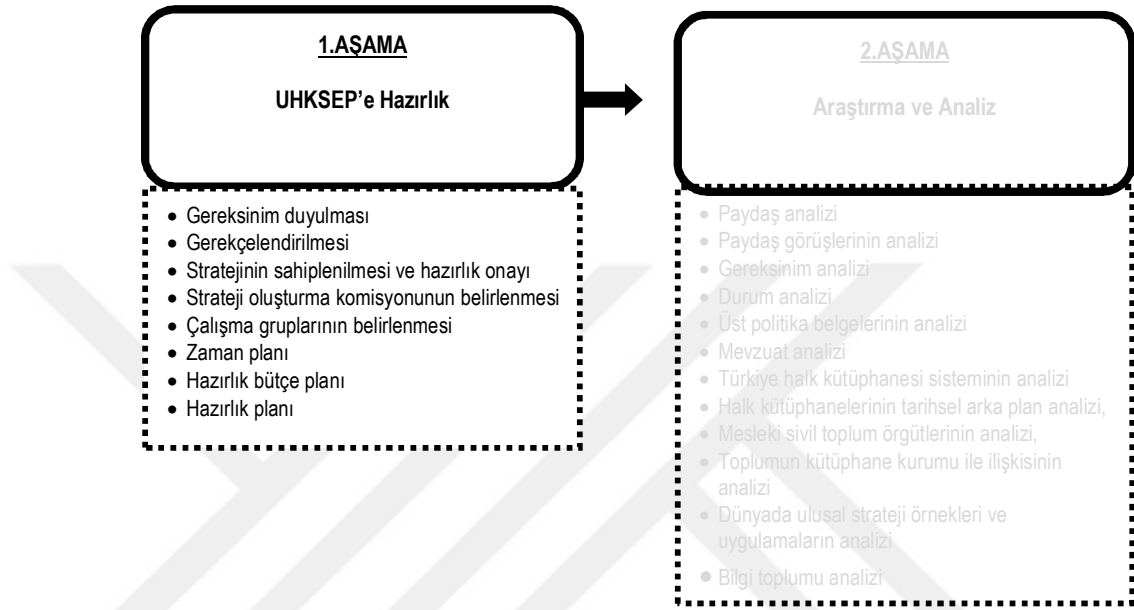 1.AŞAMA
UHKSEP’e Hazırlık
• Gereksinim duyulması
• Gerekçelendirilmesi
• Stratejinin sahiplenilmesi ve hazırlık onayı
• Strateji oluşturma komisyonunun belirlenmesi
• Çalışma gruplarının belirlenmesi
• Zaman planı
• Hazırlık bütçe planı
• Hazırlık planı
2.AŞAMA
Araştırma ve Analiz
• Paydaş analizi
• Paydaş görüşlerinin analizi
• Gereksinim analizi
• Durum analizi
• Üst politika belgelerinin analizi
• Mevzuat analizi
• Türkiye halk kütüphanesi sisteminin analizi
• Halk kütüphanelerinin tarihsel arka plan analizi,
• Mesleki sivil toplum örgütlerinin analizi,
• Toplumun kütüphane kurumu ile ilişkisinin
analizi
• Dünyada ulusal strateji örnekleri ve
uygulamaların analizi
• Bilgi toplumu analizi